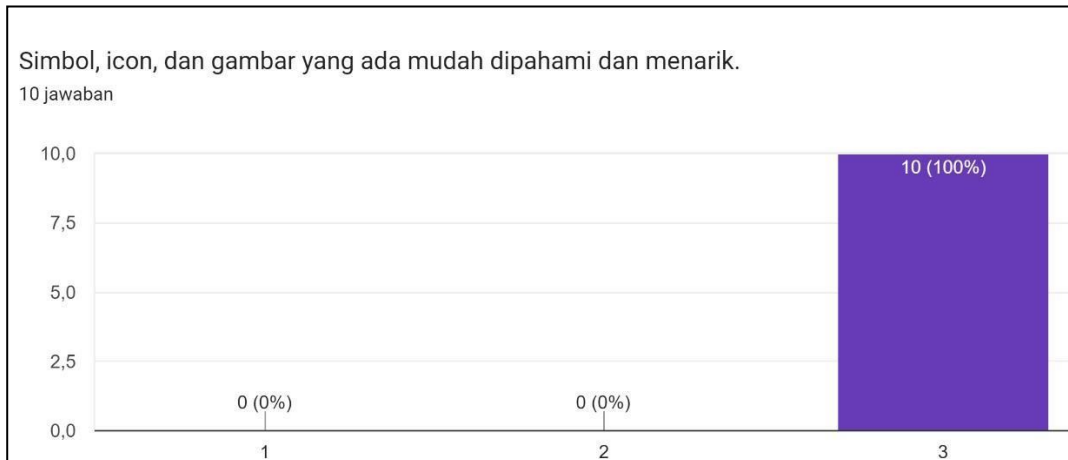 Simbol, icon, dan gambar yang ada mudah dipahami dan menarik.
10 jawaban
10,0
10 (100%)
7,5
5,0
2,5
0 (0%) 0 (0%)
0,0
1 2 3